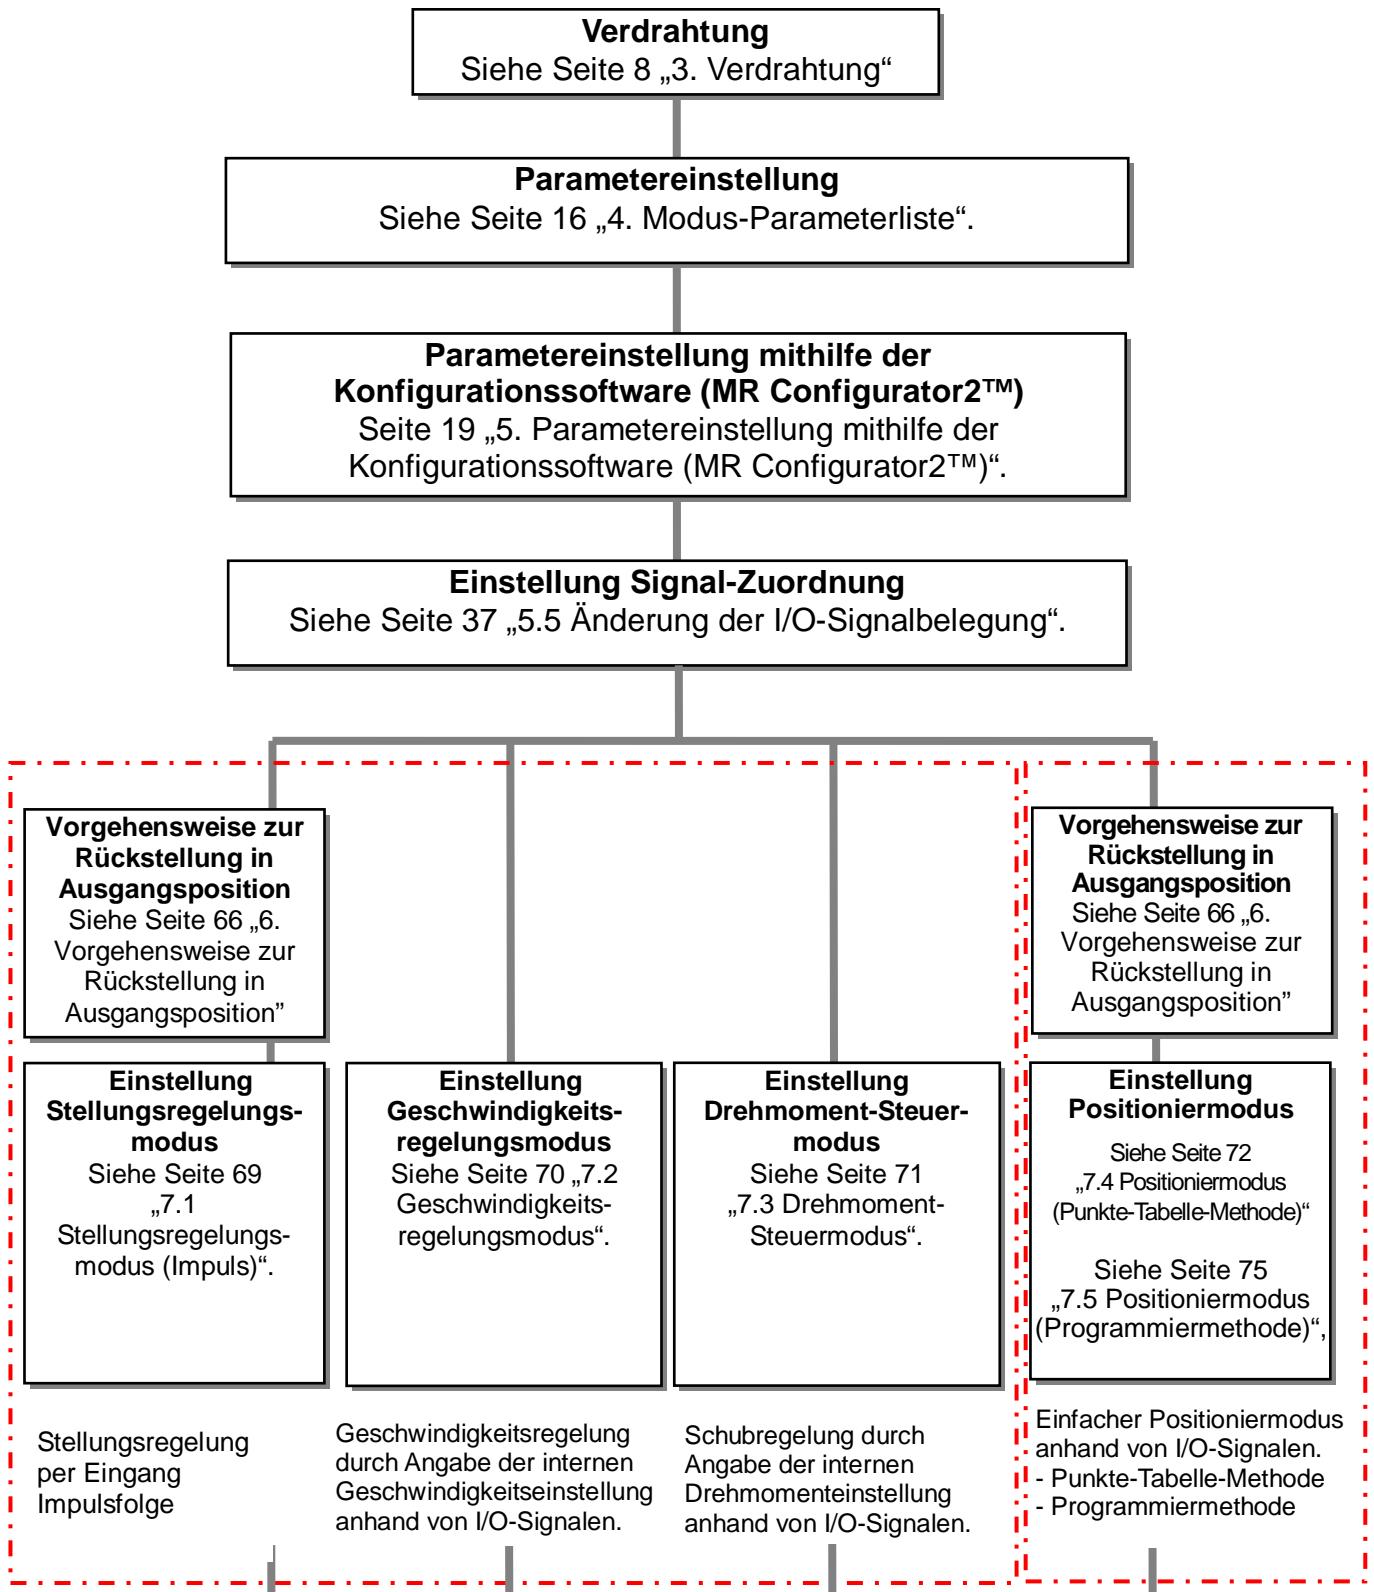 Verdrahtung
Siehe Seite 8 „3. Verdrahtung“
Parametereinstellung
Siehe Seite 16 „4. Modus-Parameterliste“.
Parametereinstellung mithilfe der
Konfigurationssoftware (MR Configurator2™)
Seite 19 „5. Parametereinstellung mithilfe der
Konfigurationssoftware (MR Configurator2™)“.
Einstellung Signal-Zuordnung
Siehe Seite 37 „5.5 Änderung der I/O-Signalbelegung“.
Vorgehensweise zur
Rückstellung in
Ausgangsposition
Siehe Seite 66 „6.
Vorgehensweise zur
Rückstellung in
Ausgangsposition”
Vorgehensweise zur
Rückstellung in
Ausgangsposition
Siehe Seite 66 „6.
Vorgehensweise zur
Rückstellung in
Ausgangsposition”
Einstellung
Stellungsregelungs-
modus
Siehe Seite 69
„7.1
Stellungsregelungs-
modus (Impuls)“.
Einstellung
Geschwindigkeits-
regelungsmodus
Siehe Seite 70 „7.2
Geschwindigkeits-
regelungsmodus“.
Einstellung
Drehmoment-Steuer-
modus
Siehe Seite 71
„7.3 Drehmoment-
Steuermodus“.
Einstellung
Positioniermodus
Siehe Seite 72
„7.4 Positioniermodus
(Punkte-Tabelle-Methode)“
Siehe Seite 75
„7.5 Positioniermodus
(Programmiermethode)“,
Stellungsregelung
per Eingang
Impulsfolge
Geschwindigkeitsregelung
durch Angabe der internen
Geschwindigkeitseinstellung
anhand von I/O-Signalen.
Schubregelung durch
Angabe der internen
Drehmomenteinstellung
anhand von I/O-Signalen.
Einfacher Positioniermodus
anhand von I/O-Signalen.
- Punkte-Tabelle-Methode
- Programmiermethode